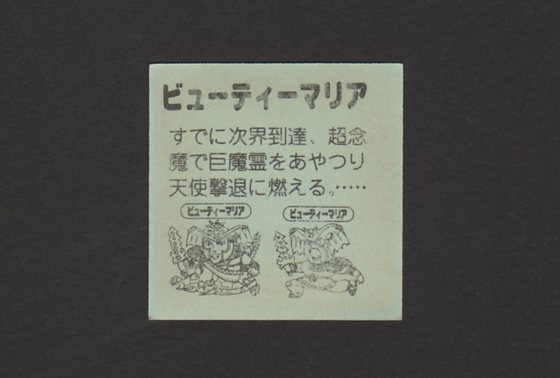 ビューティーマリア
すでに次界到達、超念
魔で巨魔霊をあやつり
天使撃退に燃える。……
ビューティーマリア
ビューティーマリア